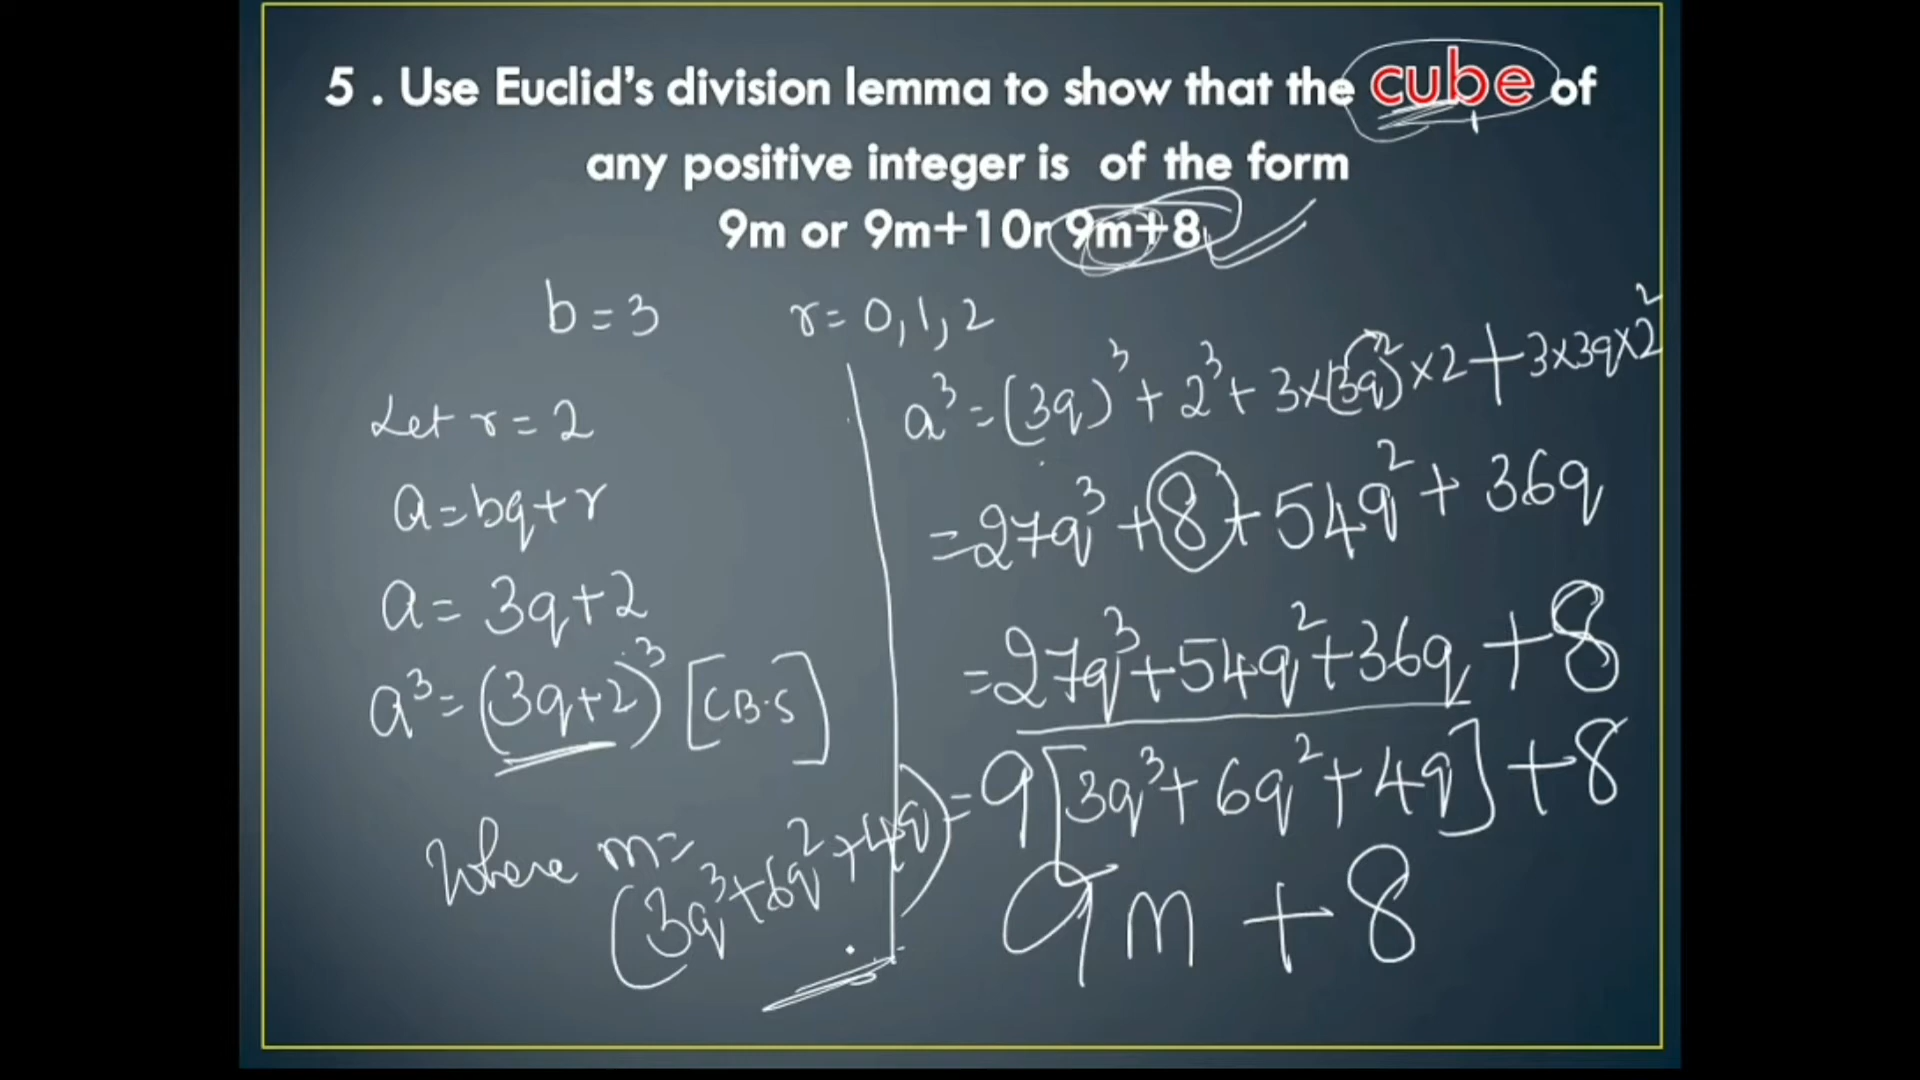 5 . Use Euclid's division lemma to show that the cube of
any positive integer is of the form
9m or 9m+10r 9m+8
b = 3 r = 0, 1, 2
Let r = 2
a = bq + r
a = 3q + 2
a³ = (3q+2)³ [CB.S]
a³ = (3q)³ + 2³ + 3×(3q)²×2 + 3×3q×2²
= 27q³ + 8 + 54q² + 36q
= 27q³ + 54q² + 36q + 8
= 9[3q³ + 6q² + 4q] + 8
9m + 8
Where m =
(3q³ + 6q² + 4q)